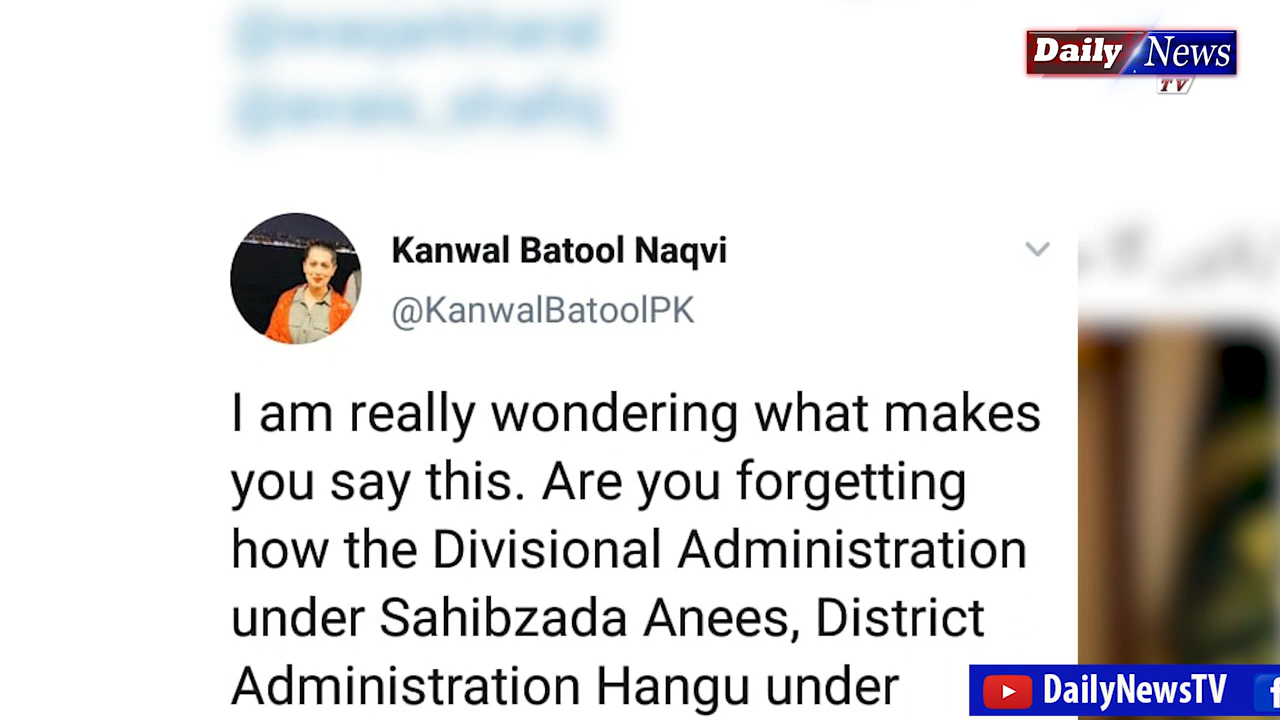 Daily News
TV
Kanwal Batool Naqvi
@KanwalBatoolPK
I am really wondering what makes
you say this. Are you forgetting
how the Divisional Administration
under Sahibzada Anees, District
Administration Hangu under
DailyNewsTV